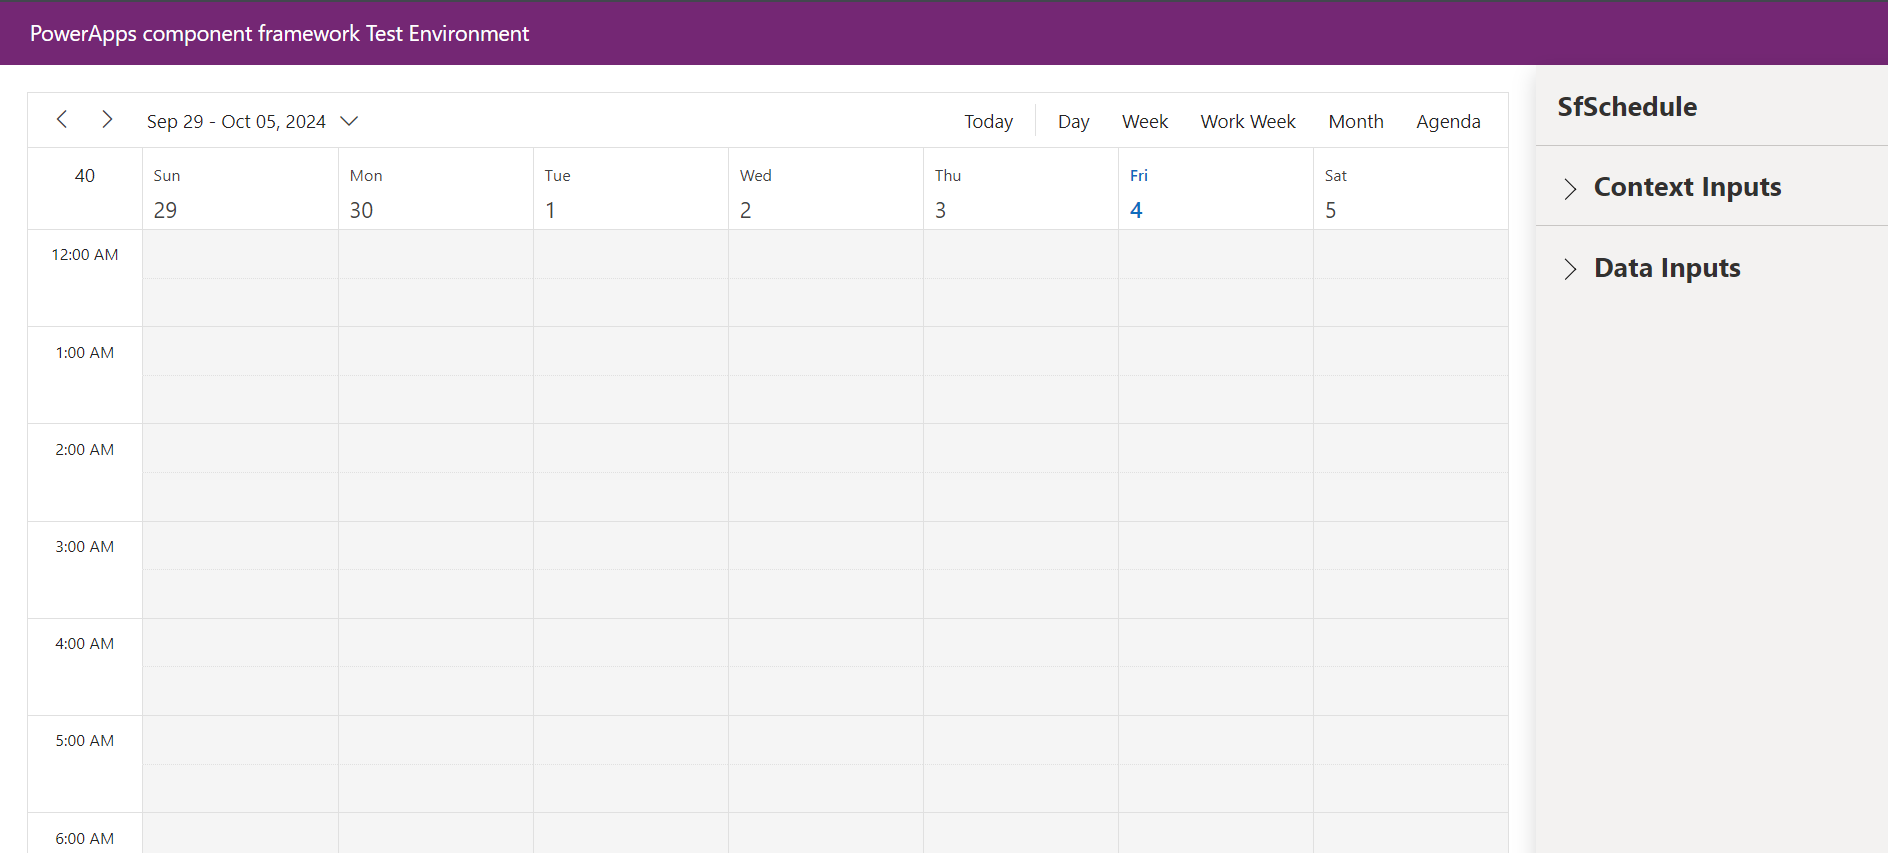 PowerApps component framework Test Environment
Sep 29 - Oct 05, 2024
Today Day Week Work Week Month Agenda
40 Sun Mon Tue Wed Thu Fri Sat
29 30 1 2 3 4 5
12:00 AM
1:00 AM
2:00 AM
3:00 AM
4:00 AM
5:00 AM
6:00 AM
SfSchedule
Context Inputs
Data Inputs